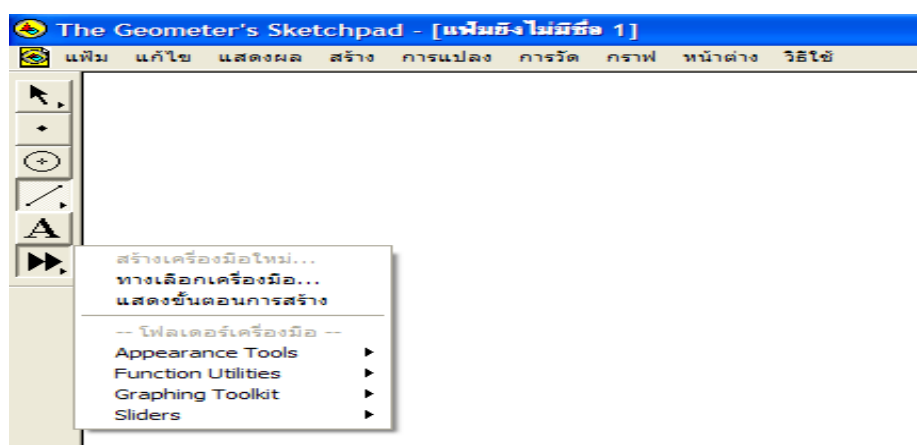 The Geometer's Sketchpad - [แฟ้มยังไม่มีชื่อ 1]
แฟ้ม แก้ไข แสดงผล สร้าง การแปลง การวัด กราฟ หน้าต่าง วิธีใช้
A
สร้างเครื่องมือใหม่...
ทางเลือกเครื่องมือ...
แสดงขั้นตอนการสร้าง
-- โฟลเดอร์เครื่องมือ --
Appearance Tools
Function Utilities
Graphing Toolkit
Sliders